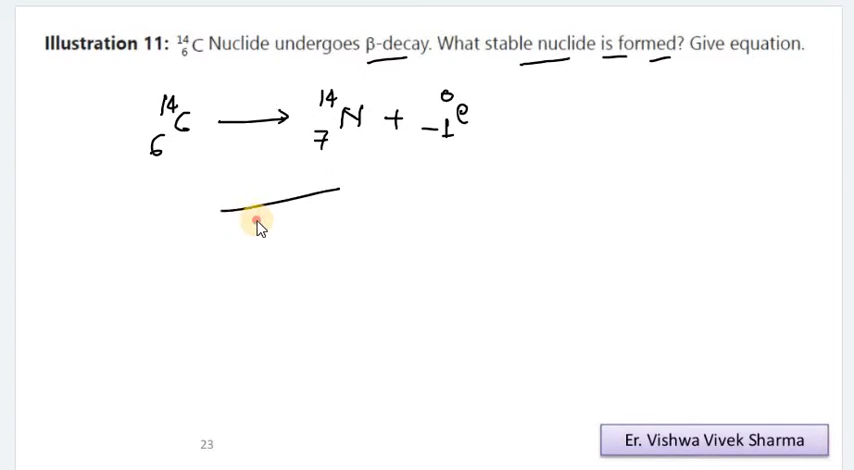 Illustration 11: ¹⁴₆C Nuclide undergoes β-decay. What stable nuclide is formed? Give equation.
¹⁴₆C ⟶ ¹⁴₇N + ⁰₋₁e
23
Er. Vishwa Vivek Sharma